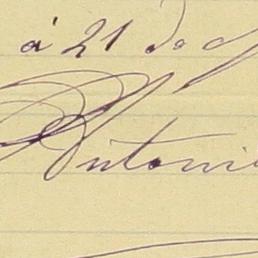 á 21 de
Antoni